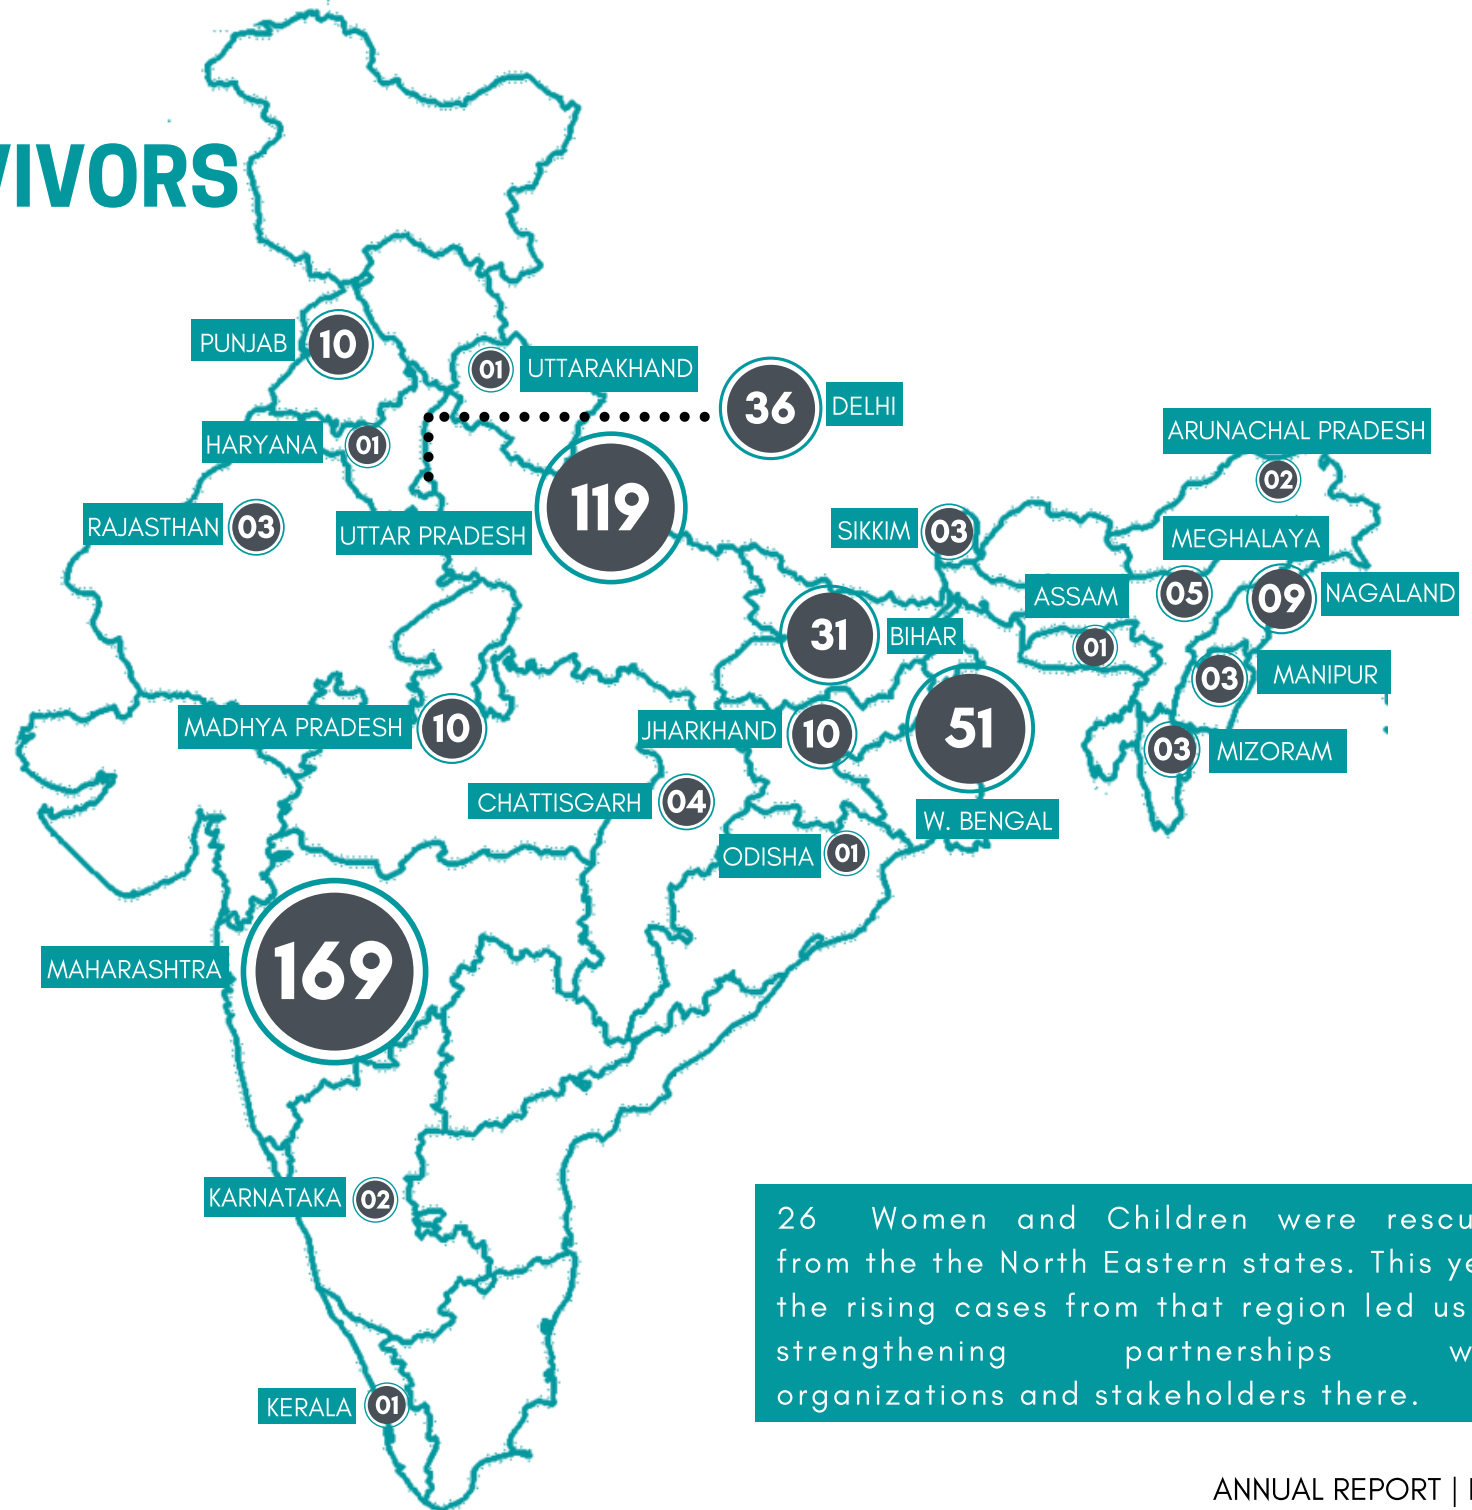 VIVORS
PUNJAB 10
01 UTTARAKHAND
36 DELHI
HARYANA 01
ARUNACHAL PRADESH
02
RAJASTHAN 03
UTTAR PRADESH 119
SIKKIM 03
MEGHALAYA
ASSAM 05
09 NAGALAND
31 BIHAR
01
03 MANIPUR
MADHYA PRADESH 10
JHARKHAND 10
51
W. BENGAL
03 MIZORAM
CHATTISGARH 04
ODISHA 01
MAHARASHTRA 169
KARNATAKA 02
26 Women and Children were rescu
from the the North Eastern states. This ye
the rising cases from that region led us
strengthening partnerships w
organizations and stakeholders there.
KERALA 01
ANNUAL REPORT |